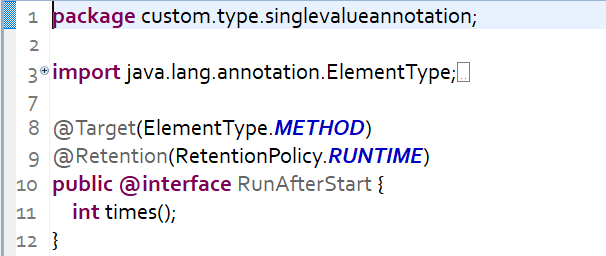 1 package custom.type.singlevalueannotation;
2
3 import java.lang.annotation.ElementType;
7
8 @Target(ElementType.METHOD)
9 @Retention(RetentionPolicy.RUNTIME)
10 public @interface RunAfterStart {
11 int times();
12 }